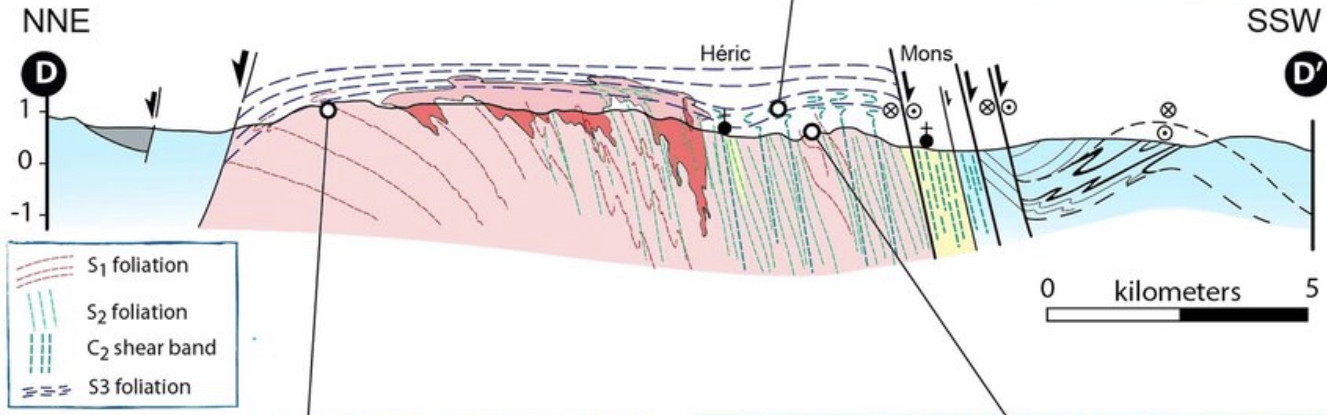 NNE
SSW
D
Héric
Mons
D'
1
0
-1
S₁ foliation
S₂ foliation
C₂ shear band
S3 foliation
0 kilometers 5